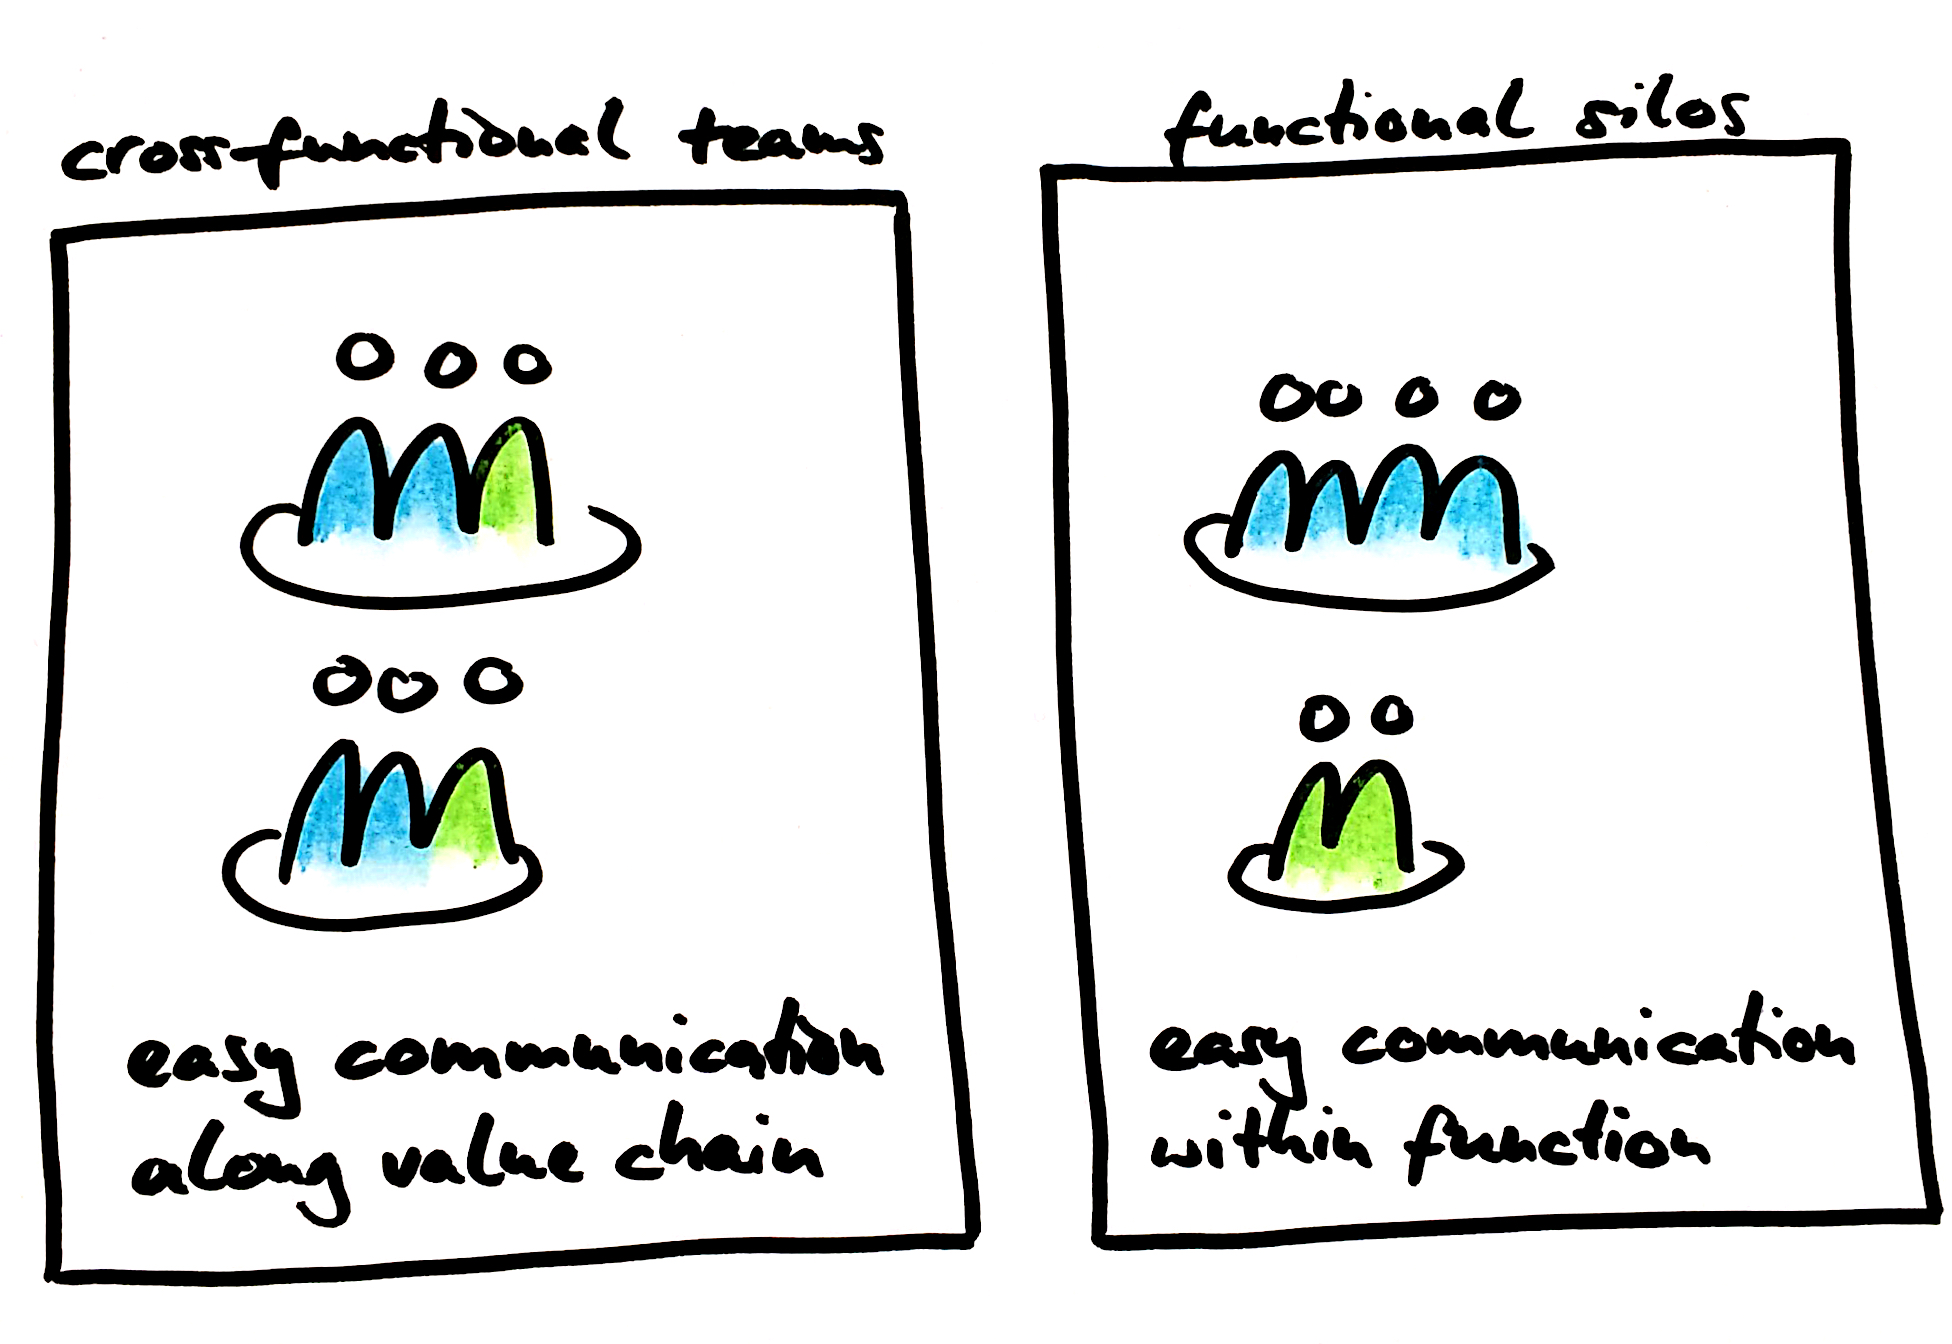 cross-functional teams
easy communication
along value chain
functional silos
easy communication
within function